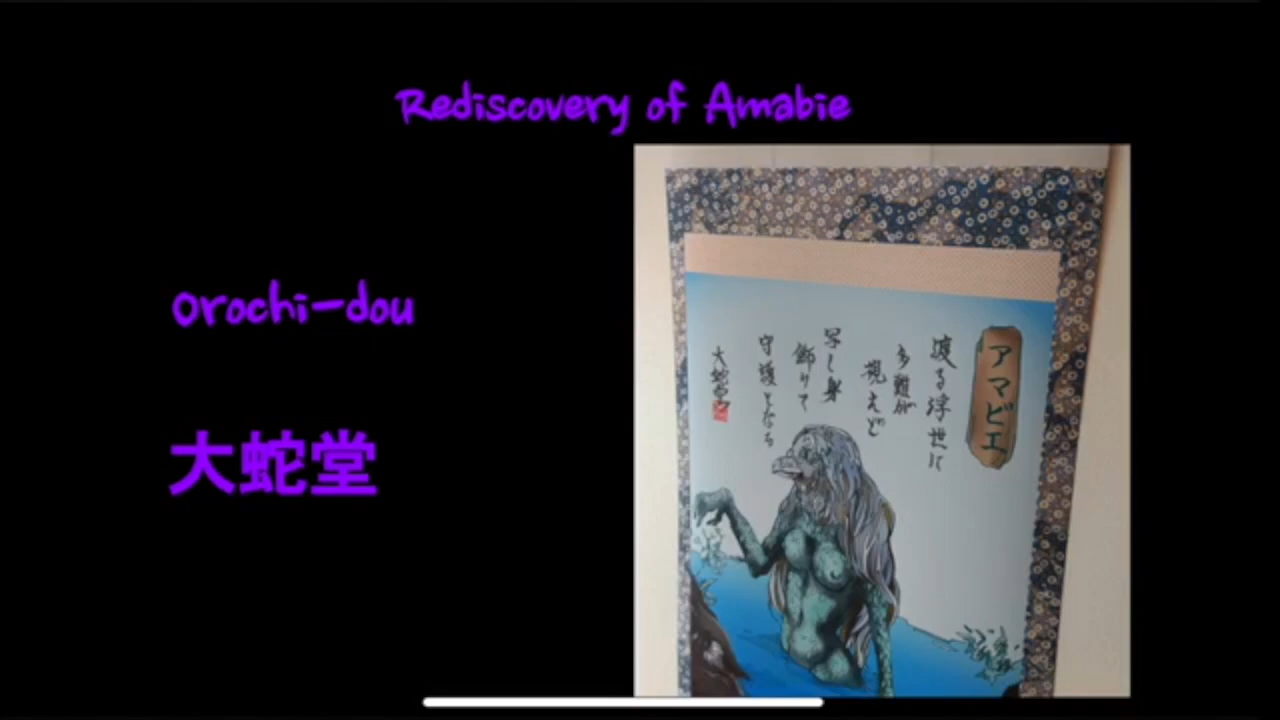 Rediscovery of Amabie
Orochi-dou
大蛇堂
アマビエ
渡る浮世に
多難が
視えど
写し身
飾りて
守護となる
大蛇堂